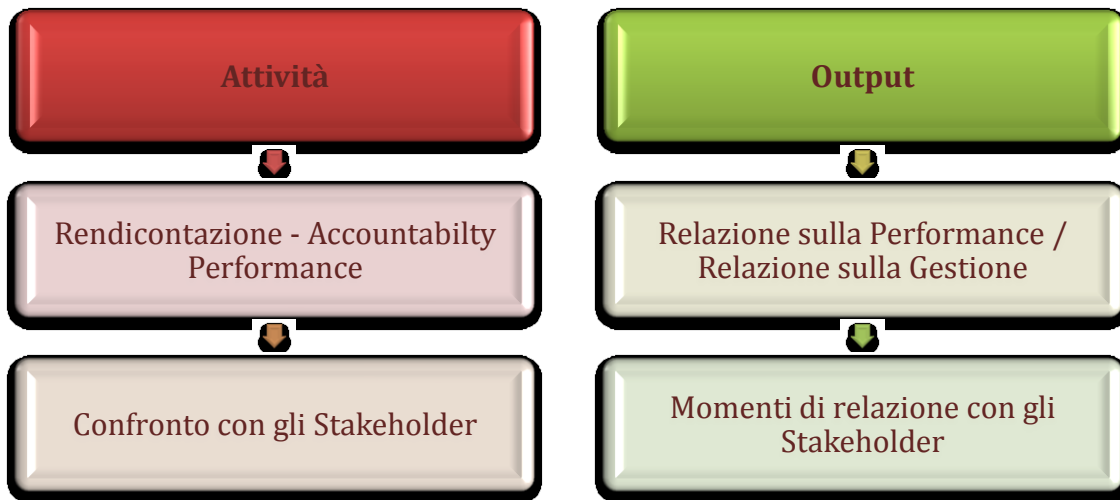 Attività
Rendicontazione - Accountabilty
Performance
Confronto con gli Stakeholder
Output
Relazione sulla Performance /
Relazione sulla Gestione
Momenti di relazione con gli
Stakeholder